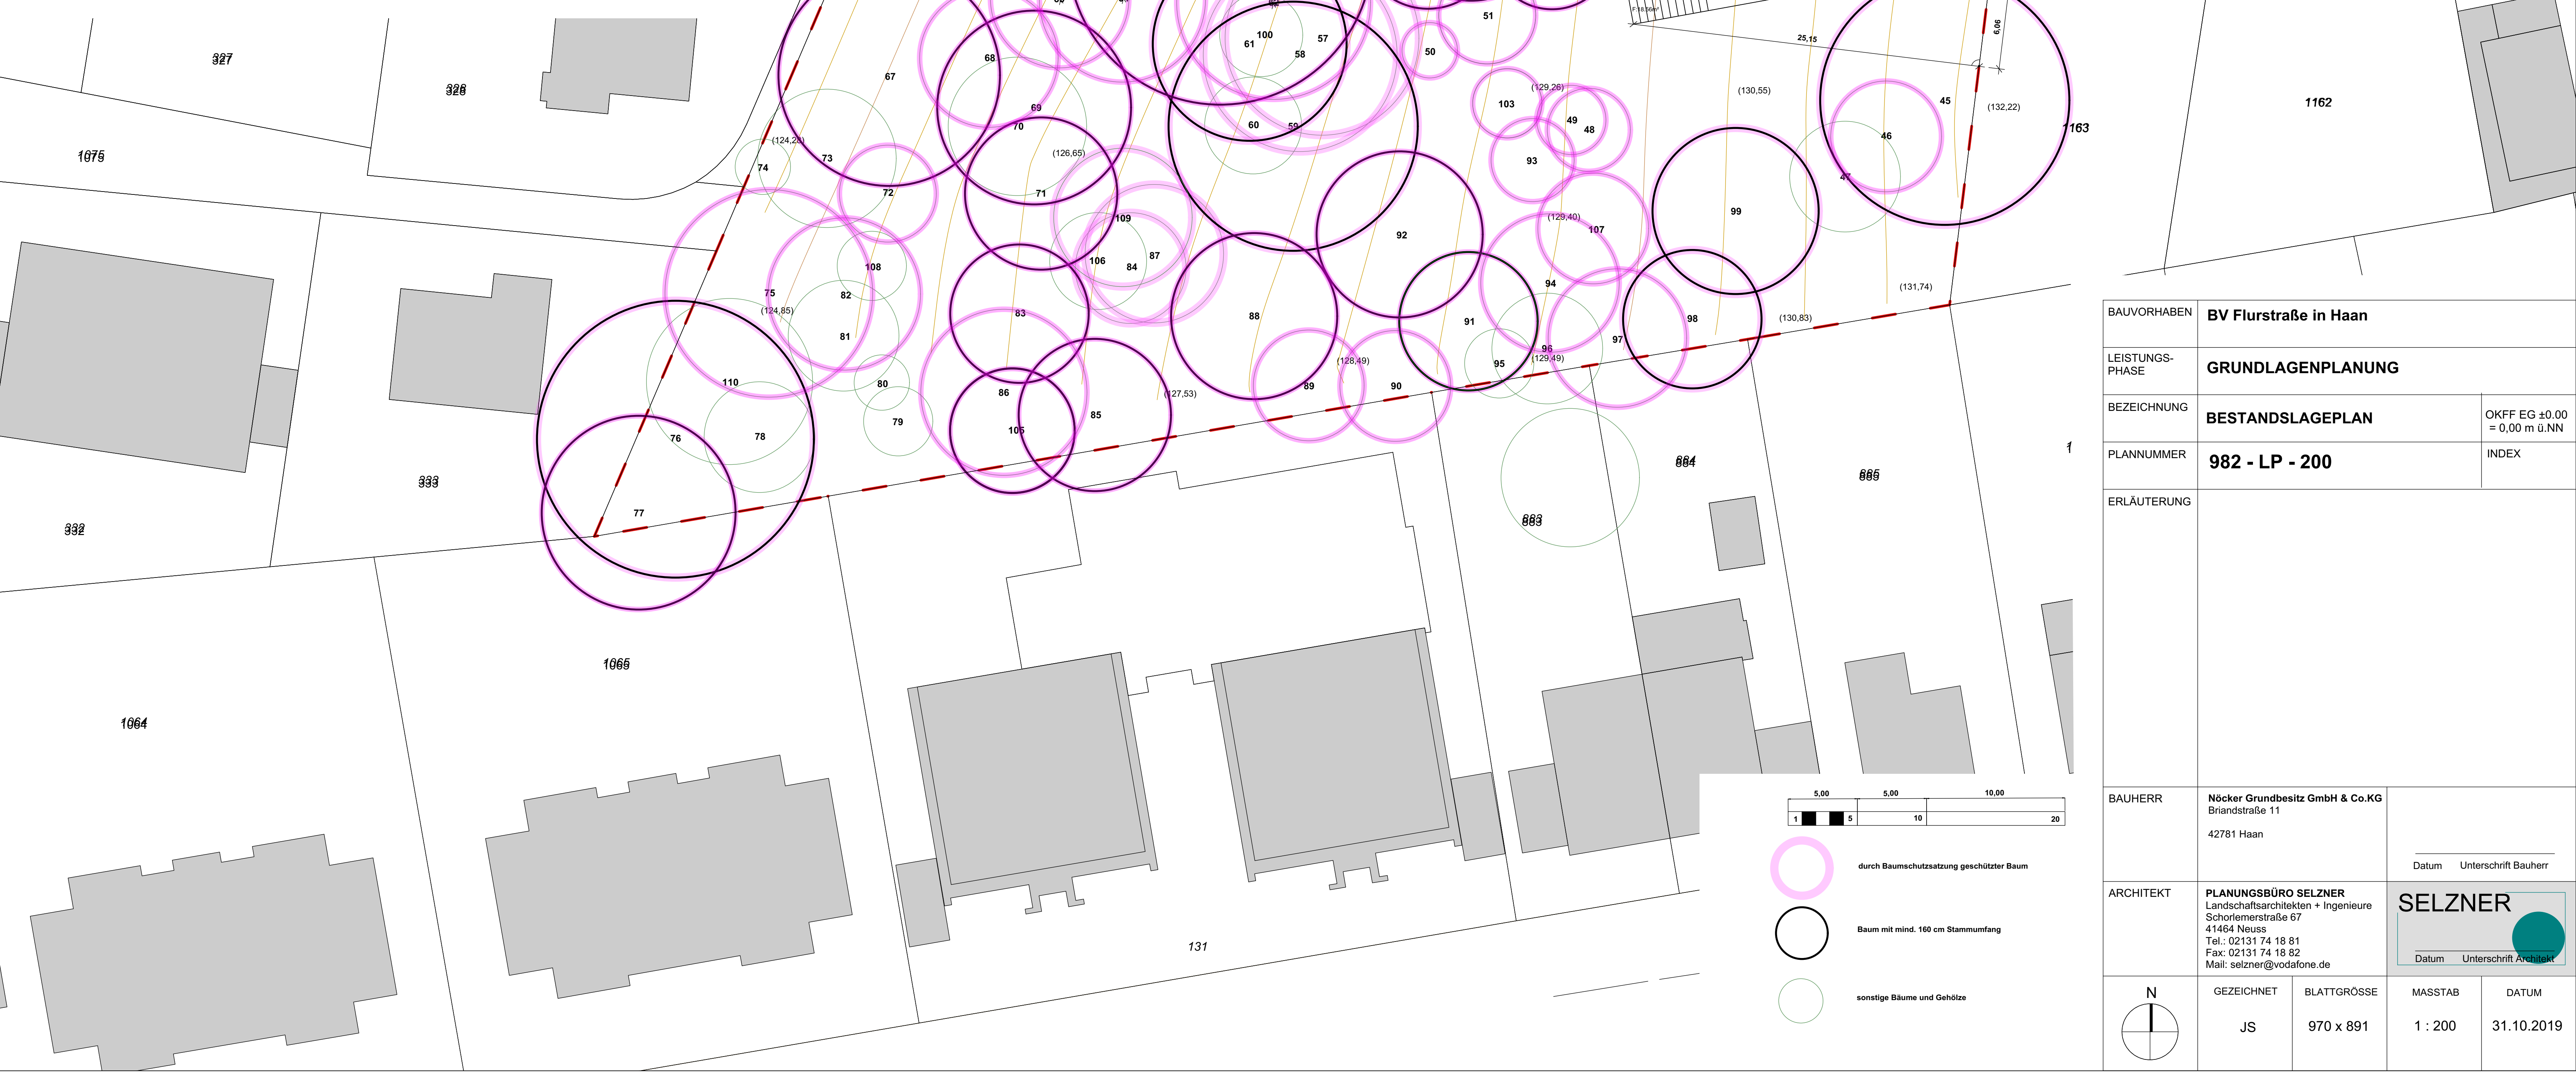 327
328
1075
333
332
1064
1065
131
883
884
885
1162
1163
51
50
100
61
57
58
60
59
67
68
69
70
71
72
73
74
75
76
77
78
79
80
81
82
83
84
85
86
87
88
89
90
91
92
93
94
95
96
97
98
99
103
105
106
107
108
109
110
45
46
47
48
49
25,15
6,06
(129,26)
(130,55)
(132,22)
(126,65)
(129,40)
(131,74)
(130,83)
(124,85)
(128,49)
(129,49)
(127,53)
5,00 5,00 10,00
1 5 10 20
durch Baumschutzsatzung geschützter Baum
Baum mit mind. 160 cm Stammumfang
sonstige Bäume und Gehölze
BAUVORHABEN
BV Flurstraße in Haan
LEISTUNGS-
PHASE
GRUNDLAGENPLANUNG
BEZEICHNUNG
BESTANDSLAGEPLAN
OKFF EG ±0.00
= 0,00 m ü.NN
PLANNUMMER
982 - LP - 200
INDEX
ERLÄUTERUNG
BAUHERR
Nöcker Grundbesitz GmbH & Co.KG
Briandstraße 11
42781 Haan
Datum Unterschrift Bauherr
ARCHITEKT
PLANUNGSBÜRO SELZNER
Landschaftsarchitekten + Ingenieure
Schorlemerstraße 67
41464 Neuss
Tel.: 02131 74 18 81
Fax: 02131 74 18 82
Mail: selzner@vodafone.de
SELZNER
Datum Unterschrift Architekt
N
GEZEICHNET
JS
BLATTGRÖSSE
970 x 891
MASSTAB
1 : 200
DATUM
31.10.2019